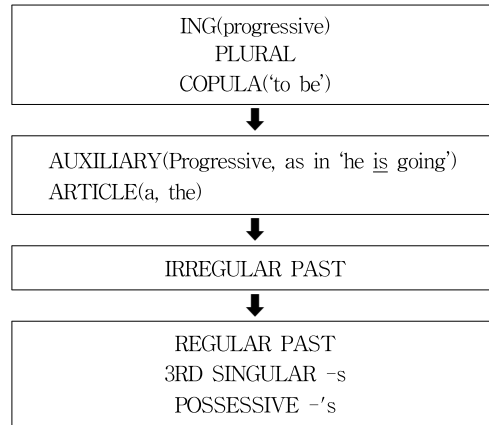 ING(progressive)
PLURAL
COPULA(‘to be’)
AUXILIARY(Progressive, as in ‘he is going’)
ARTICLE(a, the)
IRREGULAR PAST
REGULAR PAST
3RD SINGULAR -s
POSSESSIVE -′s